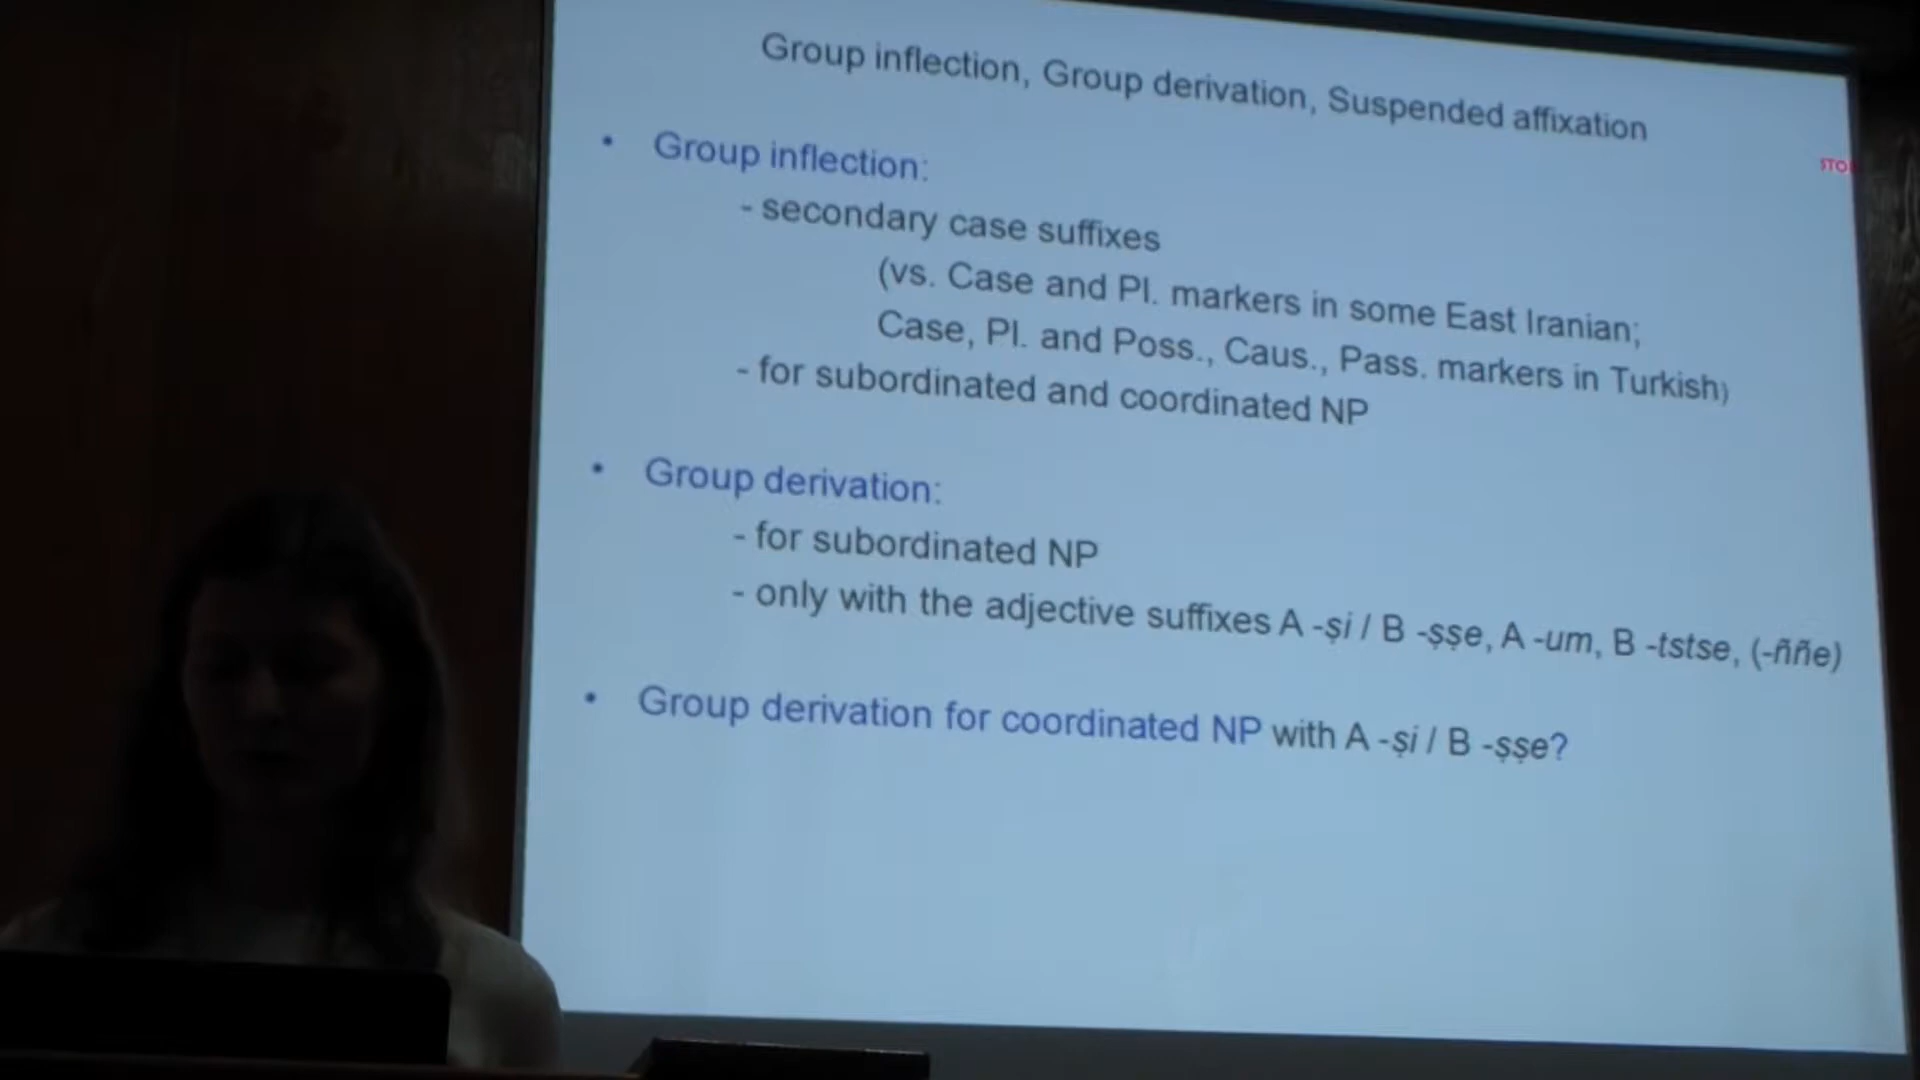 Group inflection, Group derivation, Suspended affixation
STO
• Group inflection:
- secondary case suffixes
(vs. Case and Pl. markers in some East Iranian;
Case, Pl. and Poss., Caus., Pass. markers in Turkish)
- for subordinated and coordinated NP
• Group derivation:
- for subordinated NP
- only with the adjective suffixes A -ṣi / B -ṣṣe, A -um, B -tstse, (-ññe)
• Group derivation for coordinated NP with A -ṣi / B -ṣṣe?